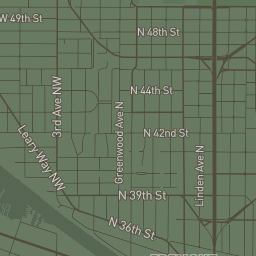 W 49th St
N 48th St
N 44th St
3rd Ave NW
Greenwood Ave N
N 42nd St
Leary Way NW
Linden Ave N
N 39th St
N 36th St